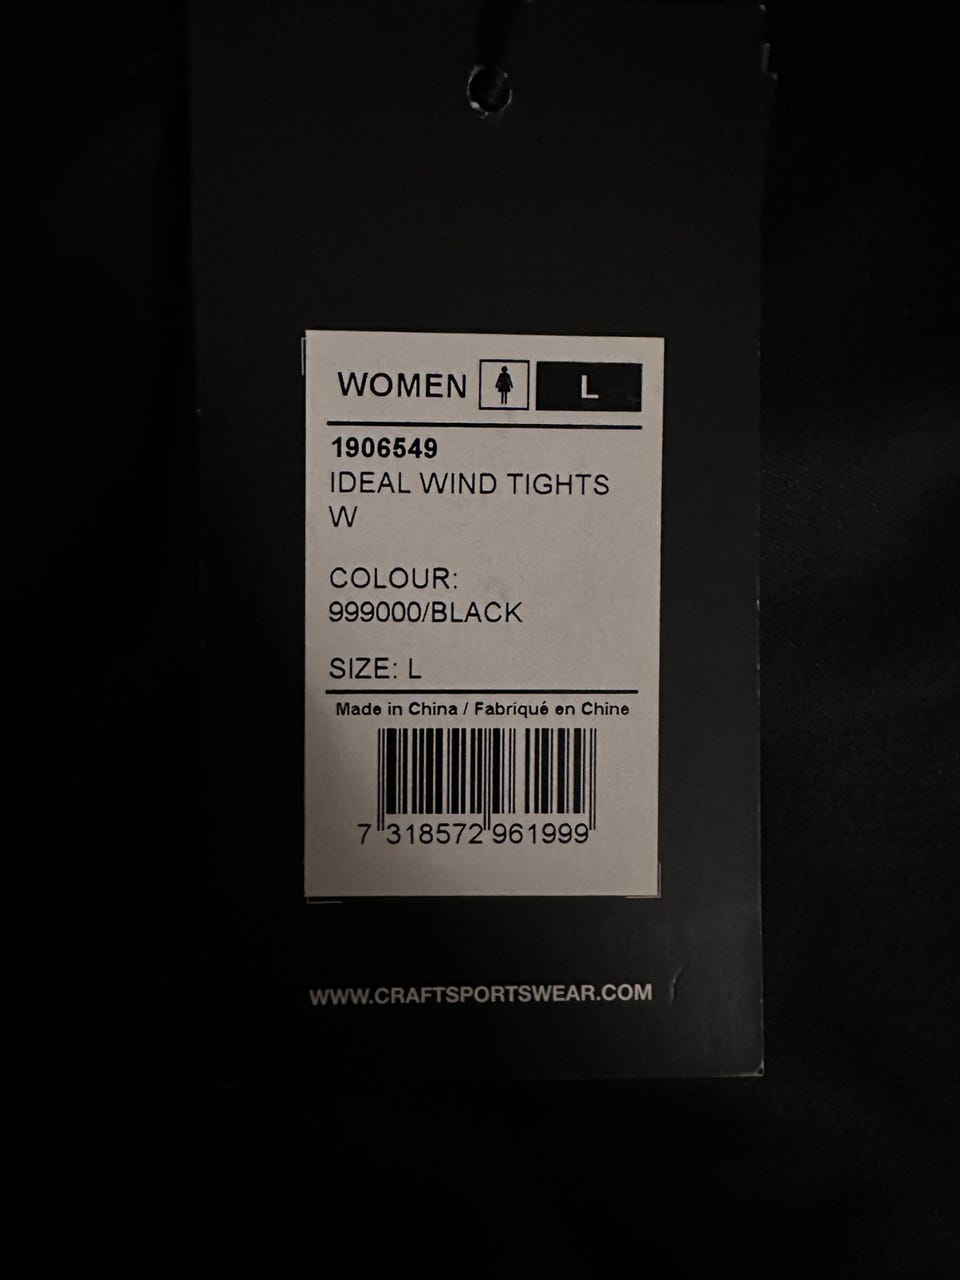 WOMEN L
1906549
IDEAL WIND TIGHTS
W
COLOUR:
999000/BLACK
SIZE: L
Made in China / Fabriqué en Chine
7 318572 961999
WWW.CRAFTSPORTSWEAR.COM